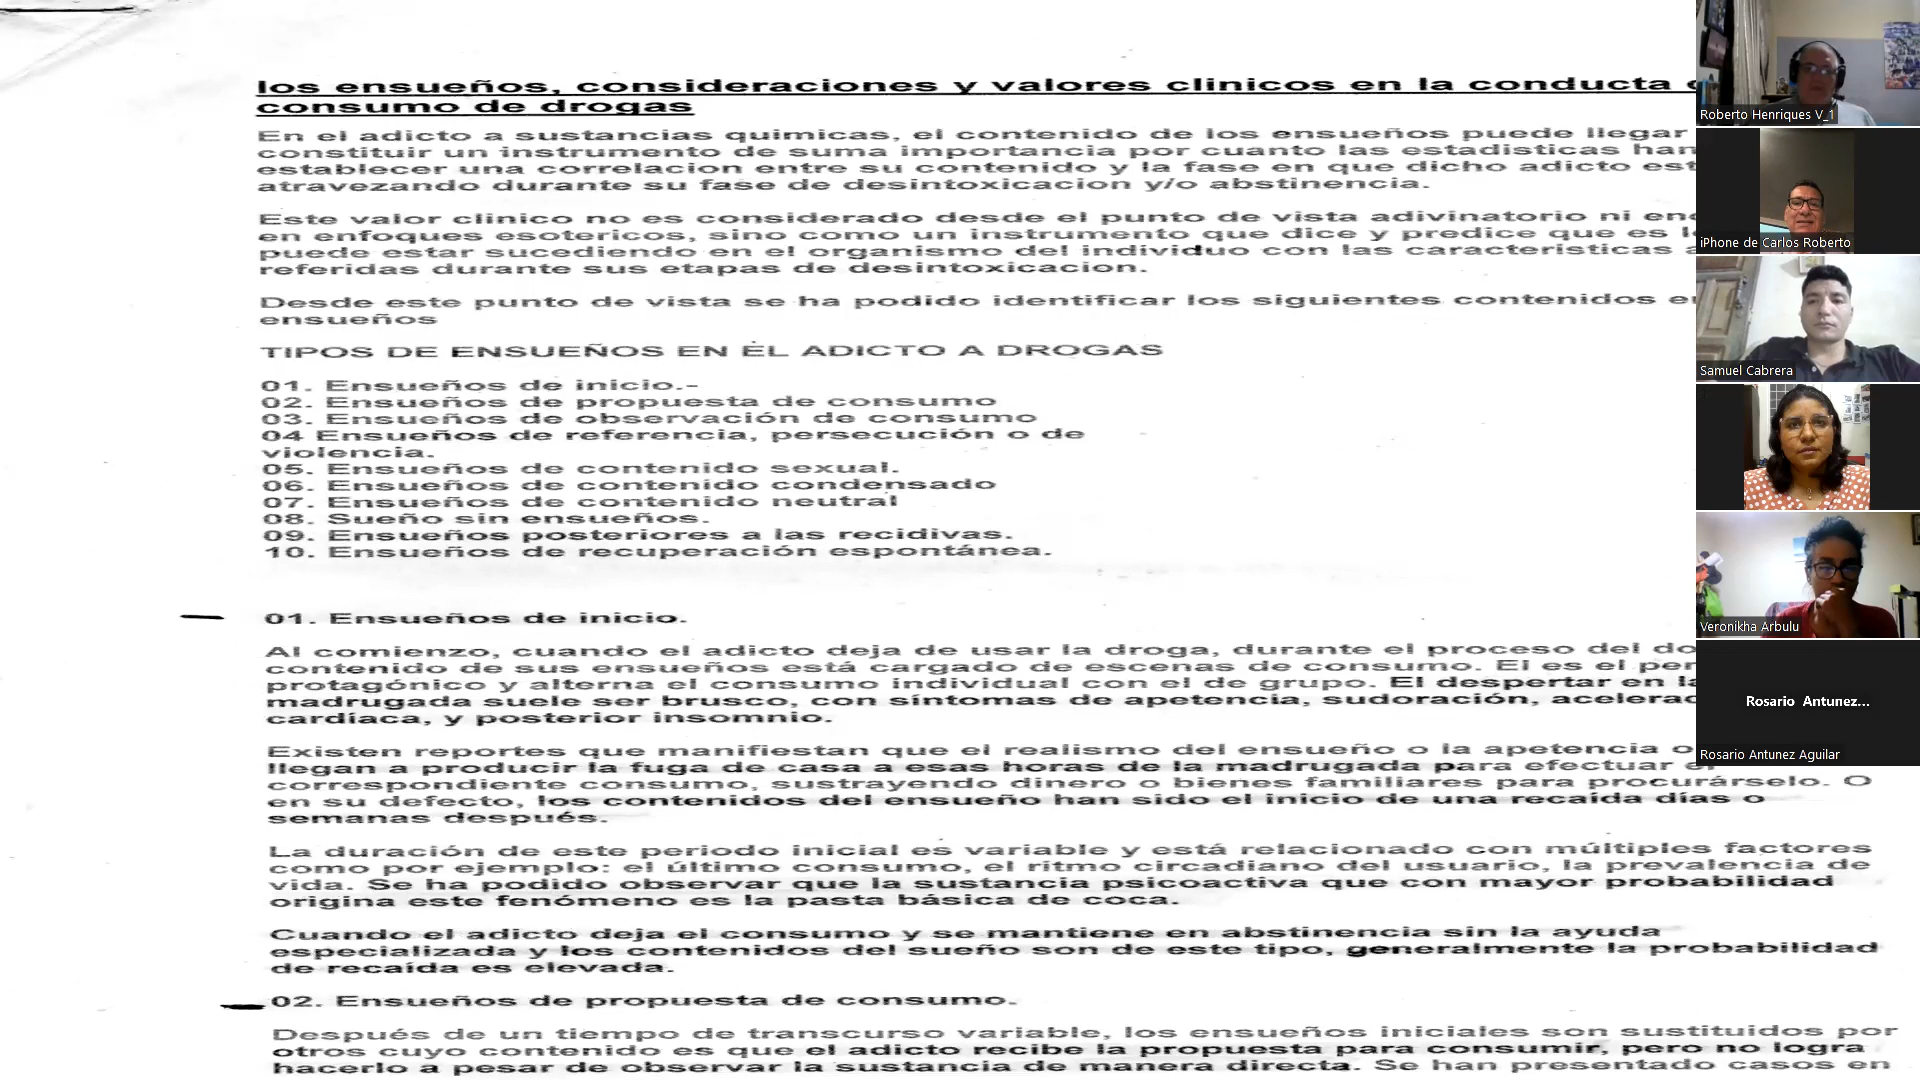 los ensueños, consideraciones y valores clinicos en la conducta
consumo de drogas
En el adicto a sustancias quimicas, el contenido de los ensueños puede llegar
constituir un instrumento de suma importancia por cuanto las estadisticas han
establecer una correlacion entre su contenido y la fase en que dicho adicto est
atravezando durante su fase de desintoxicacion y/o abstinencia.
Este valor clinico no es considerado desde el punto de vista adivinatorio ni en
en enfoques esotericos, sino como un instrumento que dice y predice que es l
puede estar sucediendo en el organismo del individuo con las caracteristicas a
referidas durante sus etapas de desintoxicacion.
Desde este punto de vista se ha podido identificar los siguientes contenidos e
ensueños
TIPOS DE ENSUEÑOS EN EL ADICTO A DROGAS
01. Ensueños de inicio.-
02. Ensueños de propuesta de consumo
03. Ensueños de observación de consumo
04 Ensueños de referencia, persecución o de
violencia.
05. Ensueños de contenido sexual.
06. Ensueños de contenido condensado
07. Ensueños de contenido neutral
08. Sueño sin ensueños.
09. Ensueños posteriores a las recidivas.
10. Ensueños de recuperación espontánea.
01. Ensueños de inicio.
Al comienzo, cuando el adicto deja de usar la droga, durante el proceso del do
contenido de sus ensueños está cargado de escenas de consumo. El es el per
protagónico y alterna el consumo individual con el de grupo. El despertar en la
madrugada suele ser brusco, con síntomas de apetencia, sudoración, acelerac
cardíaca, y posterior insomnio.
Existen reportes que manifiestan que el realismo del ensueño o la apetencia o
llegan a producir la fuga de casa a esas horas de la madrugada para efectuar el
correspondiente consumo, sustrayendo dinero o bienes familiares para procurárselo. O
en su defecto, los contenidos del ensueño han sido el inicio de una recaída días o
semanas después.
La duración de este periodo inicial es variable y está relacionado con múltiples factores
como por ejemplo: el último consumo, el ritmo circadiano del usuario, la prevalencia de
vida. Se ha podido observar que la sustancia psicoactiva que con mayor probabilidad
origina este fenómeno es la pasta básica de coca.
Cuando el adicto deja el consumo y se mantiene en abstinencia sin la ayuda
especializada y los contenidos del sueño son de este tipo, generalmente la probabilidad
de recaída es elevada.
02. Ensueños de propuesta de consumo.
Después de un tiempo de transcurso variable, los ensueños iniciales son sustituidos por
otros cuyo contenido es que el adicto recibe la propuesta para consumir, pero no logra
hacerlo a pesar de observar la sustancia de manera directa. Se han presentado casos en
Roberto Henriques V_1
iPhone de Carlos Roberto
Samuel Cabrera
Veronikha Arbulu
Rosario Antunez...
Rosario Antunez Aguilar